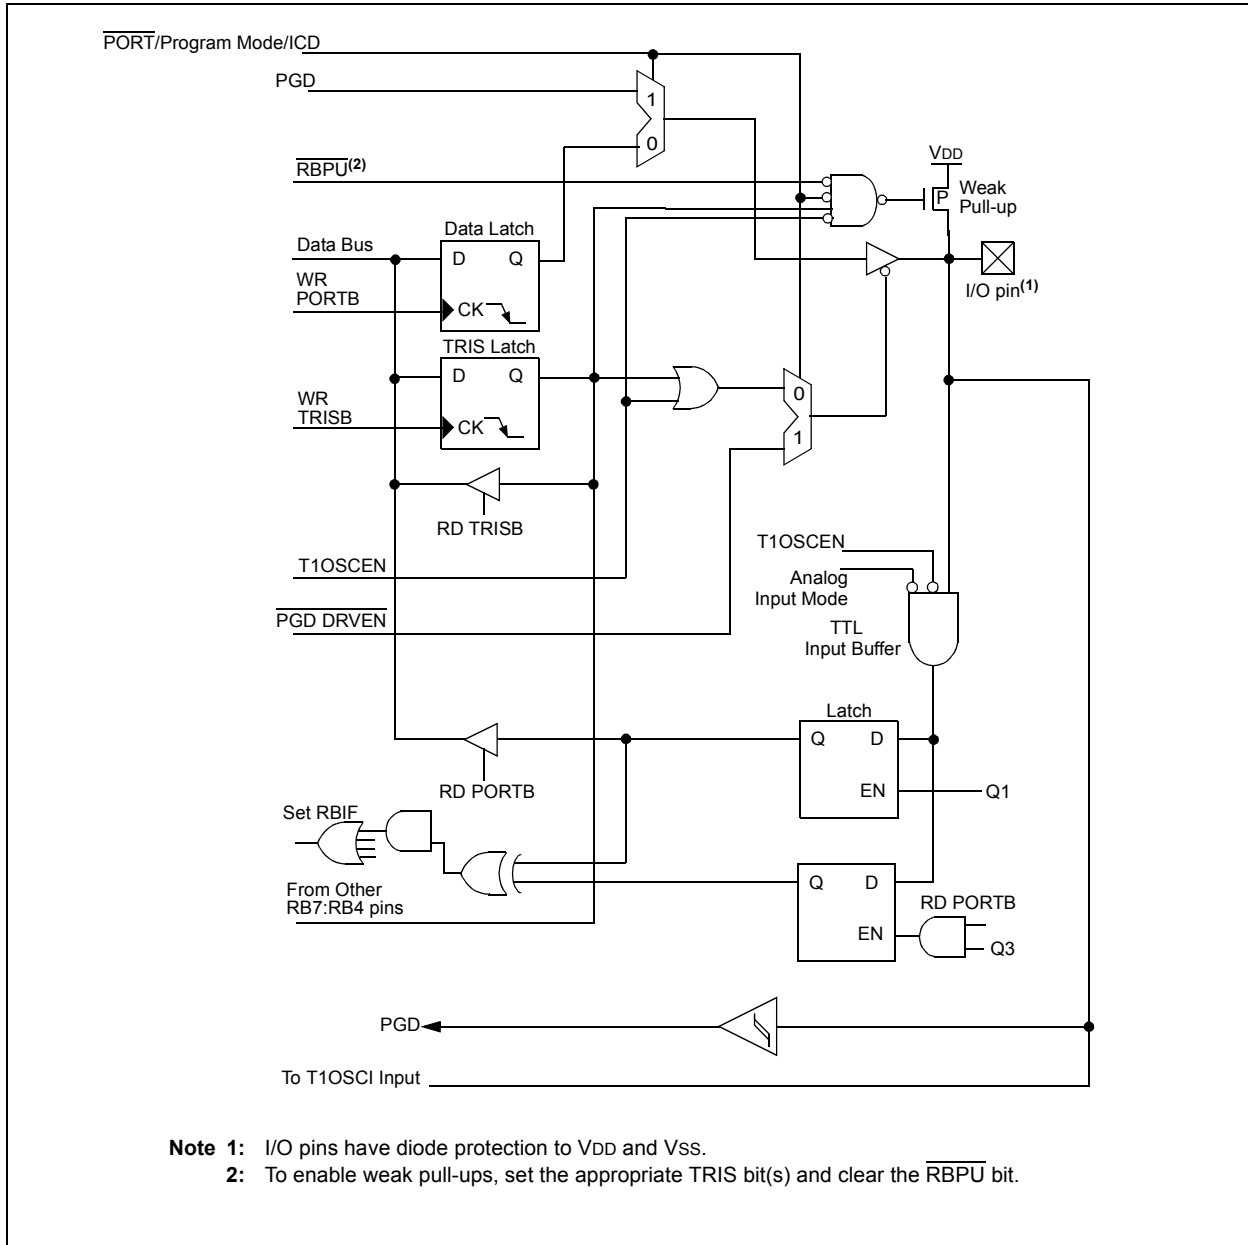 PORT/Program Mode/ICD
PGD
1
0
RBPU(2)
VDD
P
Weak
Pull-up
Data Latch
Data Bus
D Q
WR
PORTB
CK
I/O pin(1)
TRIS Latch
D Q
WR
TRISB
CK
0
1
RD TRISB
T1OSCEN
T1OSCEN
Analog
Input Mode
PGD DRVEN
TTL
Input Buffer
Latch
Q D
EN
Q1
RD PORTB
Set RBIF
Q D
EN
RD PORTB
Q3
From Other
RB7:RB4 pins
PGD
To T1OSCI Input
Note 1: I/O pins have diode protection to VDD and VSS.
2: To enable weak pull-ups, set the appropriate TRIS bit(s) and clear the RBPU bit.